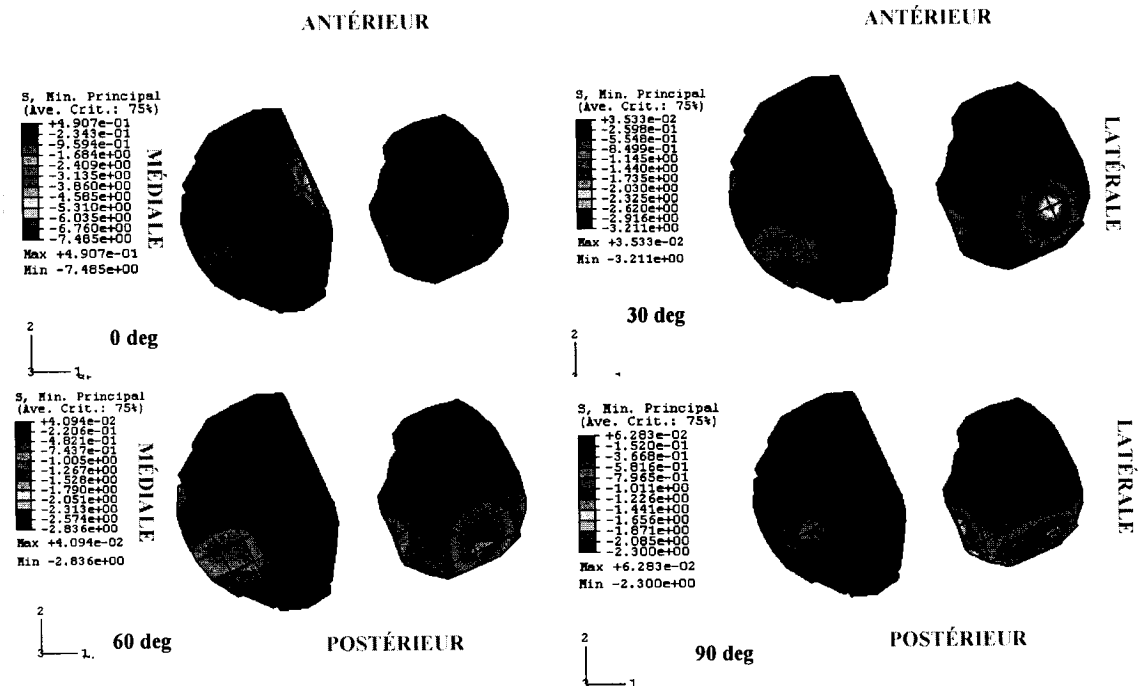 ANTÉRIEUR
ANTÉRIEUR
S, Min. Principal
(Ave. Crit.: 75%)
+4.907e-01
-2.343e-01
-9.594e-01
-1.684e+00
-2.409e+00
-3.135e+00
-3.860e+00
-4.585e+00
-5.310e+00
-6.035e+00
-6.760e+00
-7.485e+00
Max +4.907e-01
Min -7.485e+00
MÉDIALE
2
3
1
0 deg
S, Min. Principal
(Ave. Crit.: 75%)
+3.533e-02
-2.598e-01
-5.548e-01
-8.499e-01
-1.145e+00
-1.440e+00
-1.735e+00
-2.030e+00
-2.325e+00
-2.620e+00
-2.916e+00
-3.211e+00
Max +3.533e-02
Min -3.211e+00
LATÉRALE
30 deg
2
S, Min. Principal
(Ave. Crit.: 75%)
+4.094e-02
-2.206e-01
-4.821e-01
-7.437e-01
-1.005e+00
-1.267e+00
-1.528e+00
-1.790e+00
-2.051e+00
-2.313e+00
-2.574e+00
-2.836e+00
Max +4.094e-02
Min -2.836e+00
MÉDIALE
2
3
1
60 deg
POSTÉRIEUR
S, Min. Principal
(Ave. Crit.: 75%)
+6.283e-02
-1.520e-01
-3.668e-01
-5.816e-01
-7.965e-01
-1.011e+00
-1.226e+00
-1.441e+00
-1.656e+00
-1.871e+00
-2.085e+00
-2.300e+00
Max +6.283e-02
Min -2.300e+00
LATÉRALE
2
3
1
90 deg
POSTÉRIEUR